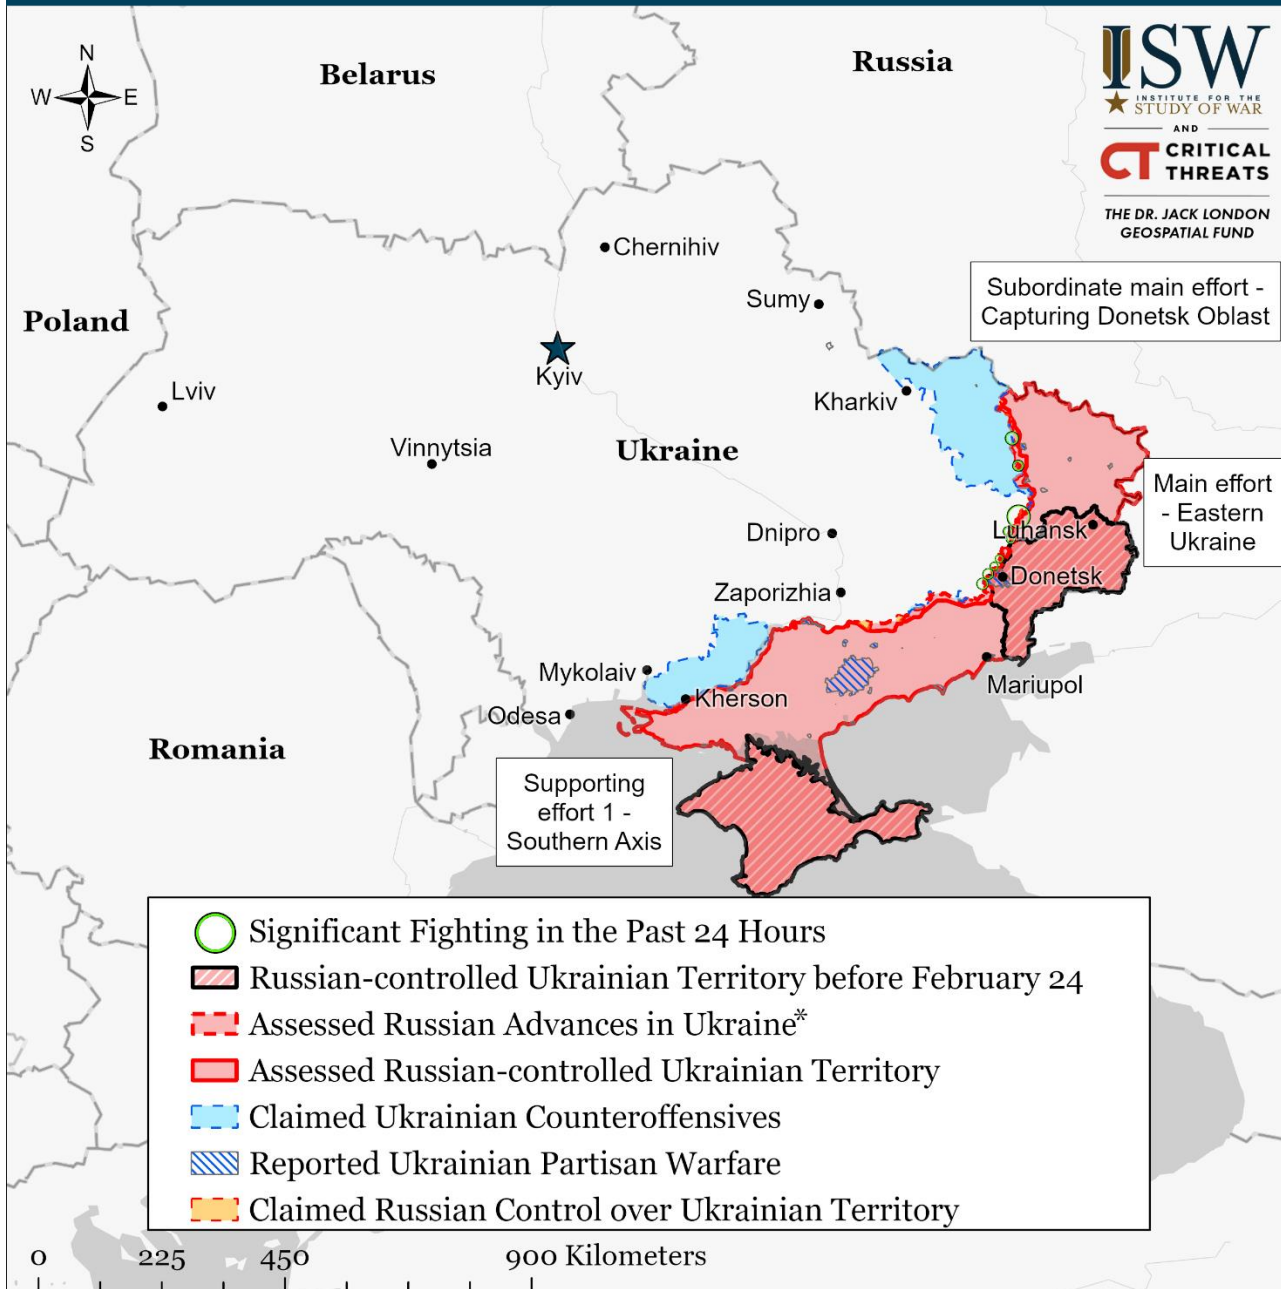 N
W E
S
Belarus
Russia
ISW
INSTITUTE FOR THE
STUDY OF WAR
AND
CT CRITICAL
THREATS
THE DR. JACK LONDON
GEOSPATIAL FUND
Chernihiv
Subordinate main effort -
Capturing Donetsk Oblast
Sumy
Poland
Kyiv
Lviv
Kharkiv
Vinnytsia
Ukraine
Main effort
- Eastern
Ukraine
Dnipro
Luhansk
Donetsk
Zaporizhia
Mykolaiv
Mariupol
Kherson
Odesa
Romania
Supporting
effort 1 -
Southern Axis
Significant Fighting in the Past 24 Hours
Russian-controlled Ukrainian Territory before February 24
Assessed Russian Advances in Ukraine*
Assessed Russian-controlled Ukrainian Territory
Claimed Ukrainian Counteroffensives
Reported Ukrainian Partisan Warfare
Claimed Russian Control over Ukrainian Territory
0 225 450 900 Kilometers